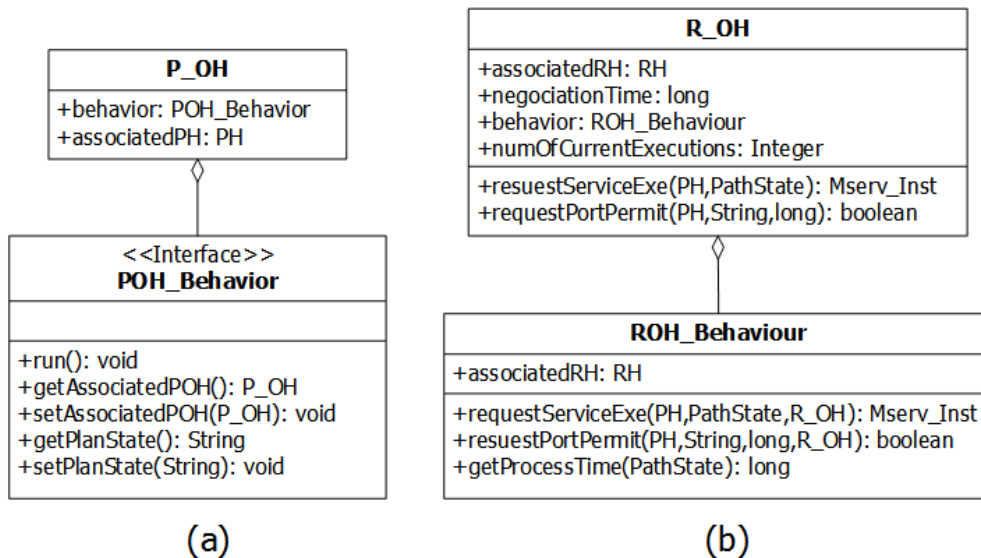 P_OH
+behavior: POH_Behavior
+associatedPH: PH
<<Interface>>
POH_Behavior
+run(): void
+getAssociatedPOH(): P_OH
+setAssociatedPOH(P_OH): void
+getPlanState(): String
+setPlanState(String): void
(a)
R_OH
+associatedRH: RH
+negociationTime: long
+behavior: ROH_Behaviour
+numOfCurrentExecutions: Integer
+resuestServiceExe(PH,PathState): Mserv_Inst
+requestPortPermit(PH,String,long): boolean
ROH_Behaviour
+associatedRH: RH
+requestServiceExe(PH,PathState,R_OH): Mserv_Inst
+resuestPortPermit(PH,String,long,R_OH): boolean
+getProcessTime(PathState): long
(b)